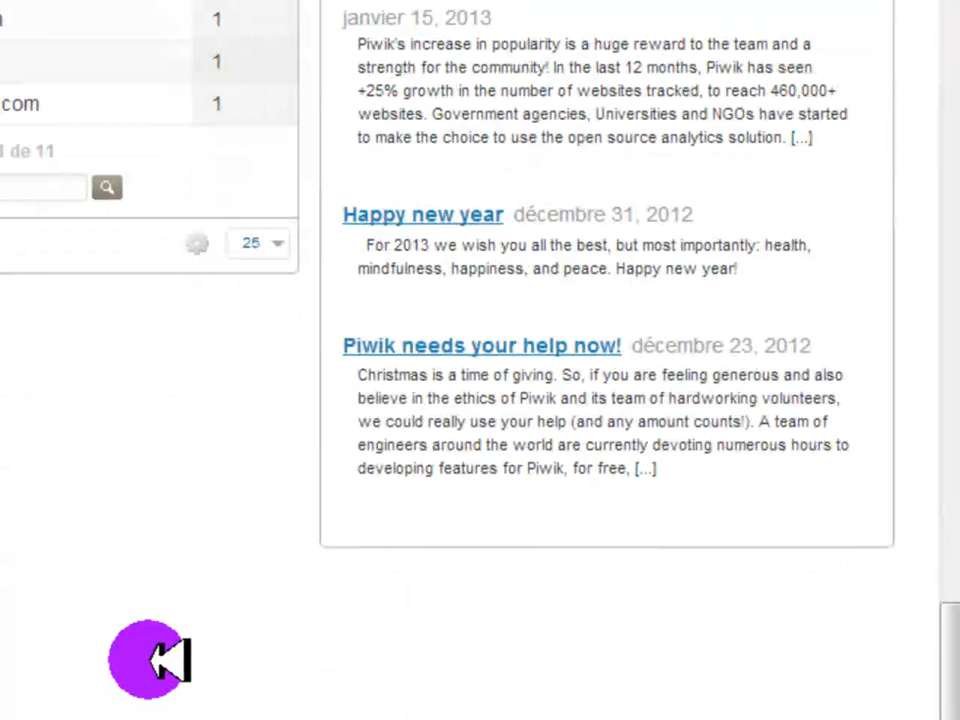 1
1
com 1
de 11
25
janvier 15, 2013
Piwik's increase in popularity is a huge reward to the team and a
strength for the community! In the last 12 months, Piwik has seen
+25% growth in the number of websites tracked, to reach 460,000+
websites. Government agencies, Universities and NGOs have started
to make the choice to use the open source analytics solution. [...]
Happy new year décembre 31, 2012
For 2013 we wish you all the best, but most importantly: health,
mindfulness, happiness, and peace. Happy new year!
Piwik needs your help now! décembre 23, 2012
Christmas is a time of giving. So, if you are feeling generous and also
believe in the ethics of Piwik and its team of hardworking volunteers,
we could really use your help (and any amount counts!). A team of
engineers around the world are currently devoting numerous hours to
developing features for Piwik, for free, [...]